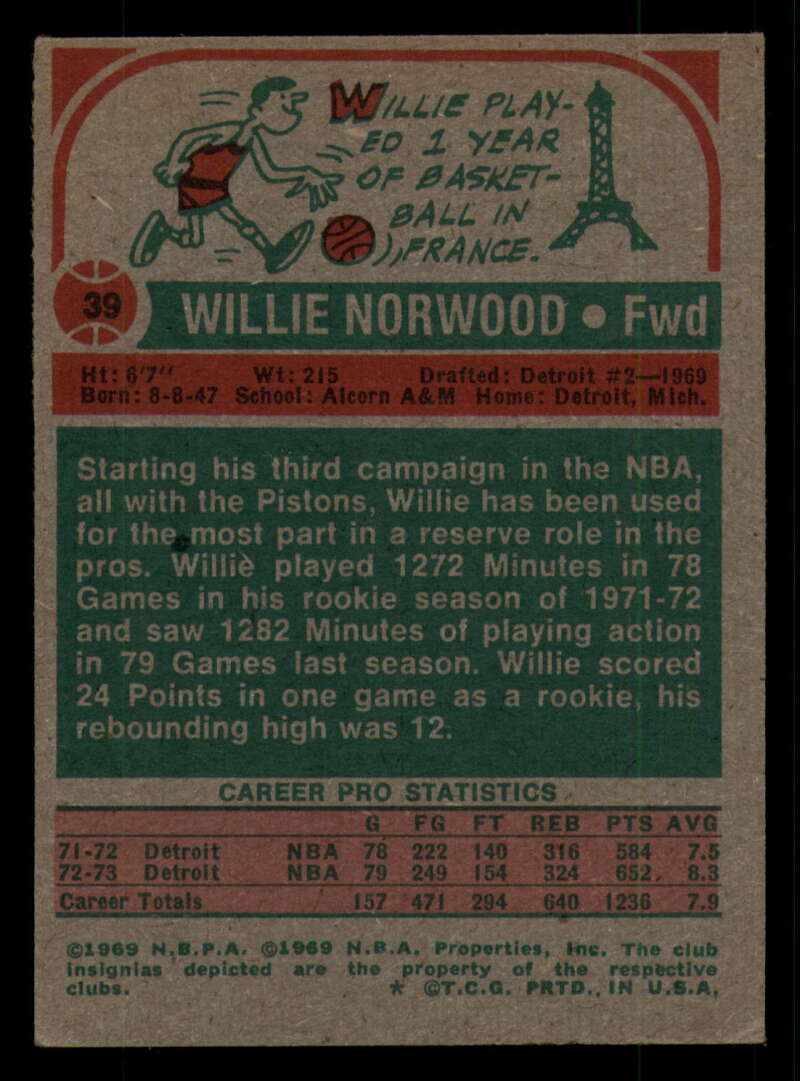 WILLIE PLAY-
ED 1 YEAR
OF BASKET-
BALL IN
FRANCE.
39
WILLIE NORWOOD • Fwd
Ht: 6'7" Wt: 215 Drafted: Detroit #2—1969
Born: 8-8-47 School: Alcorn A&M Home: Detroit, Mich.
Starting his third campaign in the NBA,
all with the Pistons, Willie has been used
for the most part in a reserve role in the
pros. Willie played 1272 Minutes in 78
Games in his rookie season of 1971-72
and saw 1282 Minutes of playing action
in 79 Games last season. Willie scored
24 Points in one game as a rookie, his
rebounding high was 12.
CAREER PRO STATISTICS
G FG FT REB PTS AVG
71-72 Detroit NBA 78 222 140 316 584 7.5
72-73 Detroit NBA 79 249 154 324 652 8.3
Career Totals 157 471 294 640 1236 7.9
©1969 N.B.P.A. ©1969 N.B.A. Properties, Inc. The club
insignias depicted are the property of the respective
clubs. * ©T.C.G. PRTD. IN U.S.A.